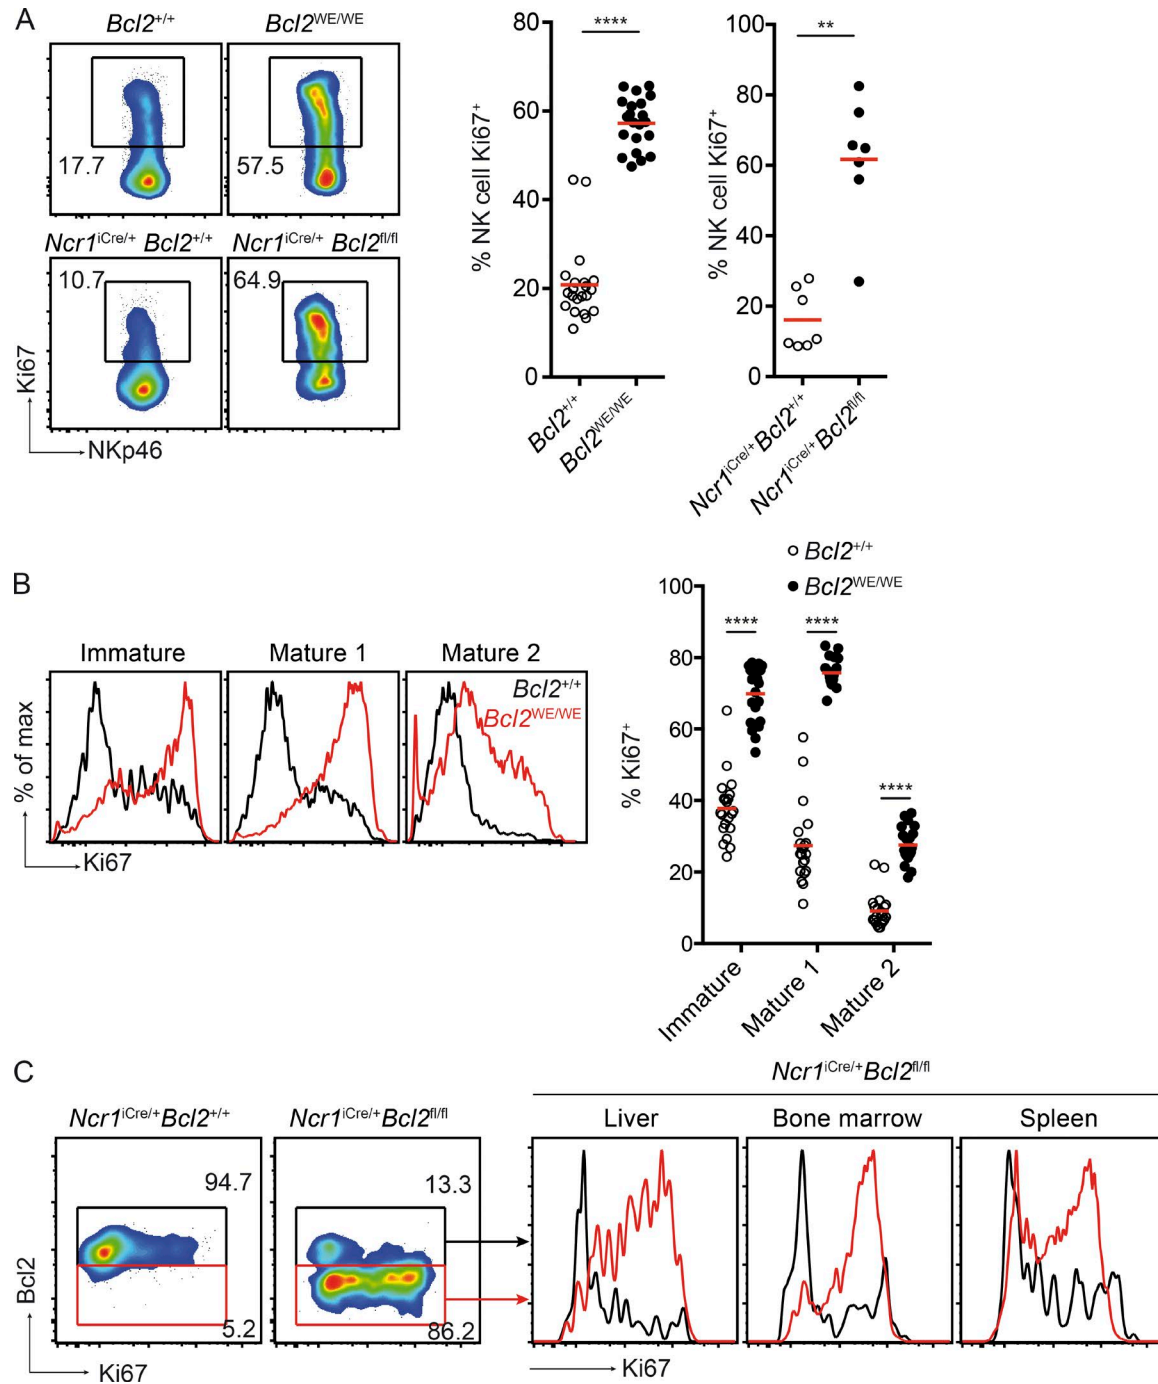 A
Bcl2+/+
Bcl2WE/WE
17.7
57.5
Ncr1iCre/+ Bcl2+/+
Ncr1iCre/+ Bcl2fl/fl
10.7
64.9
Ki67
NKp46
% NK cell Ki67+
80
60
40
20
0
****
Bcl2+/+
Bcl2WE/WE
% NK cell Ki67+
100
80
60
40
20
0
**
Ncr1iCre/+Bcl2+/+
Ncr1iCre/+Bcl2fl/fl
B
Immature
Mature 1
Mature 2
Bcl2+/+
Bcl2WE/WE
% of max
Ki67
Bcl2+/+
Bcl2WE/WE
% Ki67+
100
80
60
40
20
0
****
****
****
Immature
Mature 1
Mature 2
C
Ncr1iCre/+Bcl2+/+
Ncr1iCre/+Bcl2fl/fl
94.7
5.2
13.3
86.2
Bcl2
Ki67
Ncr1iCre/+Bcl2fl/fl
Liver
Bone marrow
Spleen
Ki67